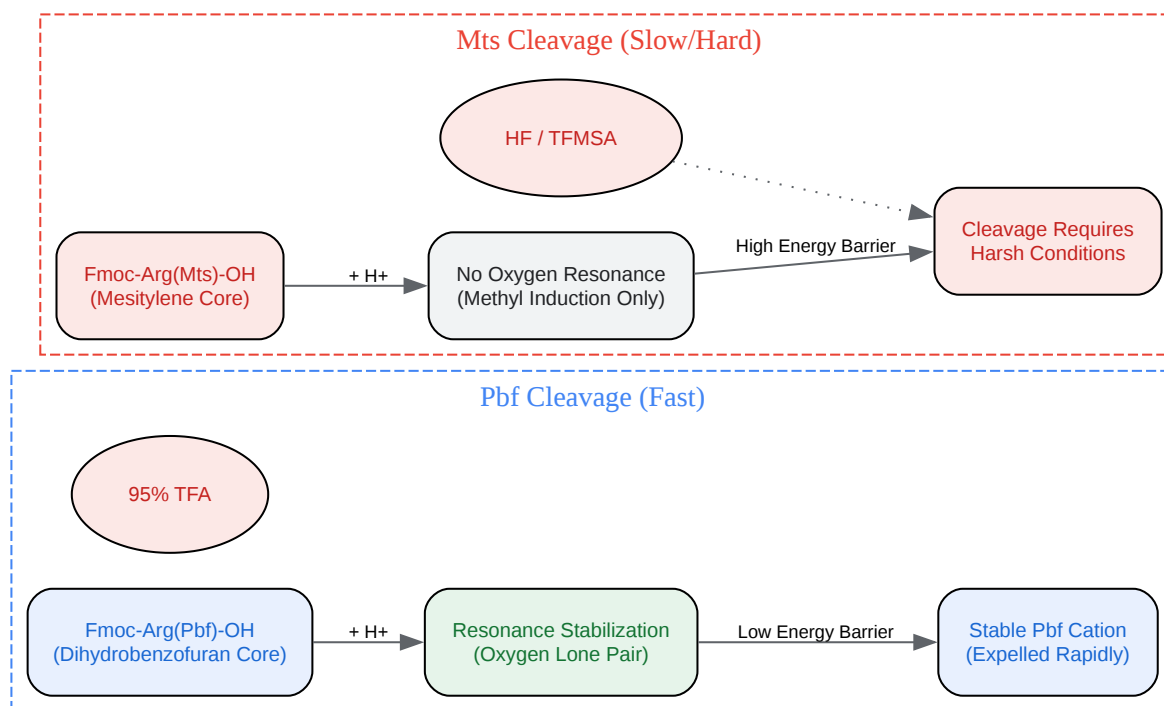 Mts Cleavage (Slow/Hard)
HF / TFMSA
Fmoc-Arg(Mts)-OH
(Mesitylene Core)
+ H+
No Oxygen Resonance
(Methyl Induction Only)
High Energy Barrier
Cleavage Requires
Harsh Conditions
Pbf Cleavage (Fast)
95% TFA
Fmoc-Arg(Pbf)-OH
(Dihydrobenzofuran Core)
+ H+
Resonance Stabilization
(Oxygen Lone Pair)
Low Energy Barrier
Stable Pbf Cation
(Expelled Rapidly)